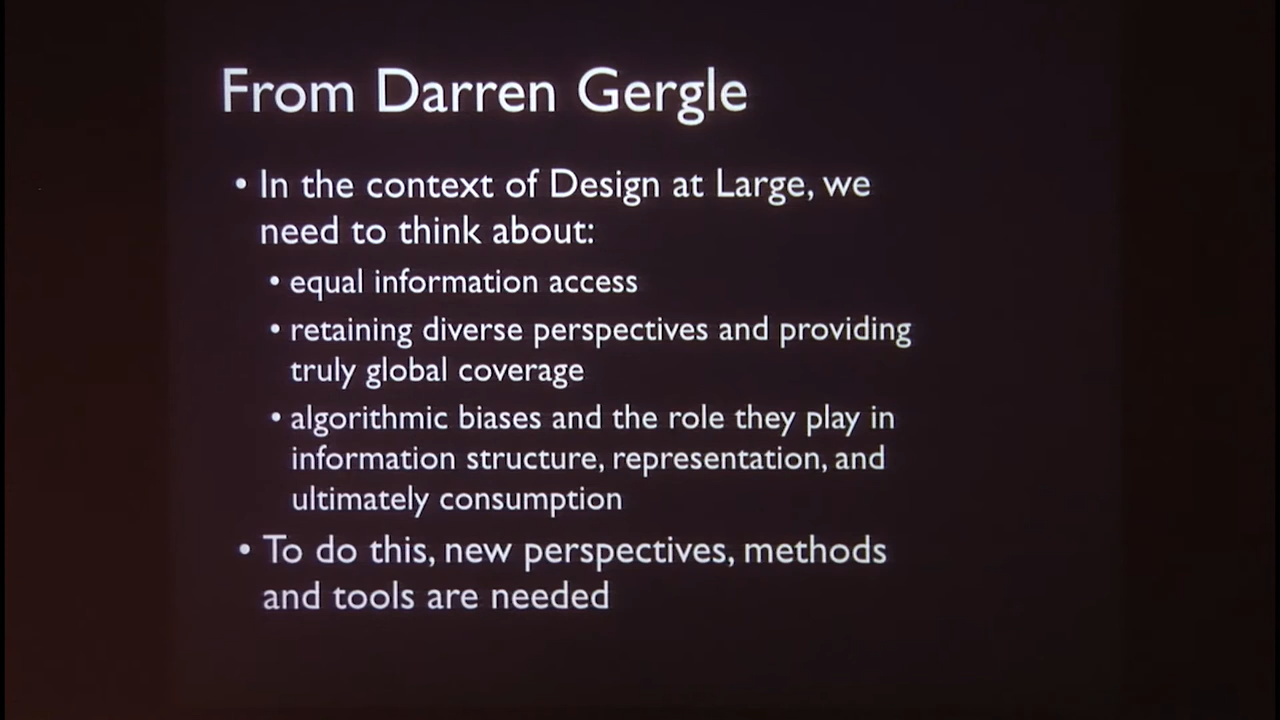 From Darren Gergle
• In the context of Design at Large, we
need to think about:
• equal information access
• retaining diverse perspectives and providing
truly global coverage
• algorithmic biases and the role they play in
information structure, representation, and
ultimately consumption
• To do this, new perspectives, methods
and tools are needed